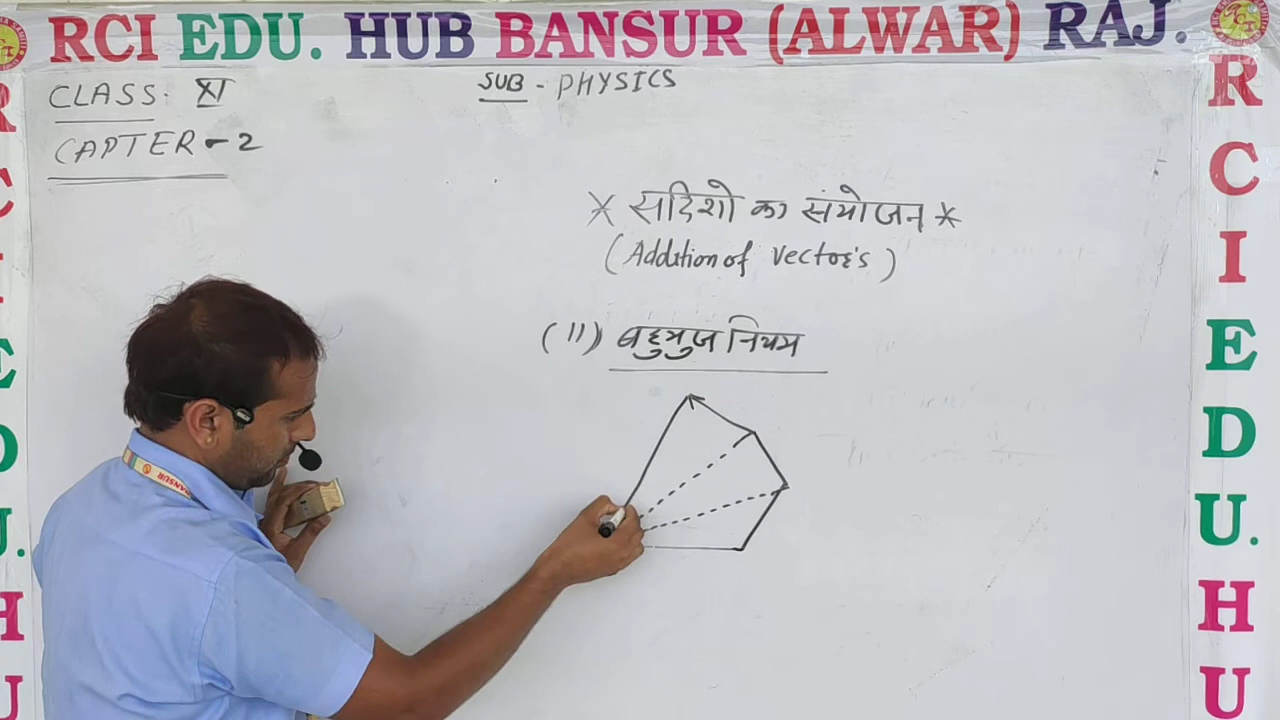 RCI EDU. HUB BANSUR (ALWAR) RAJ.
CLASS. XI
SUB - PHYSICS
CAPTER - 2
* सदिशो का संयोजन *
(Addition of vector's)
(II) बहुभुज नियम
R
C
I
E
D
U.
H
U
R
C
I
E
D
U.
H
U
BANSUR